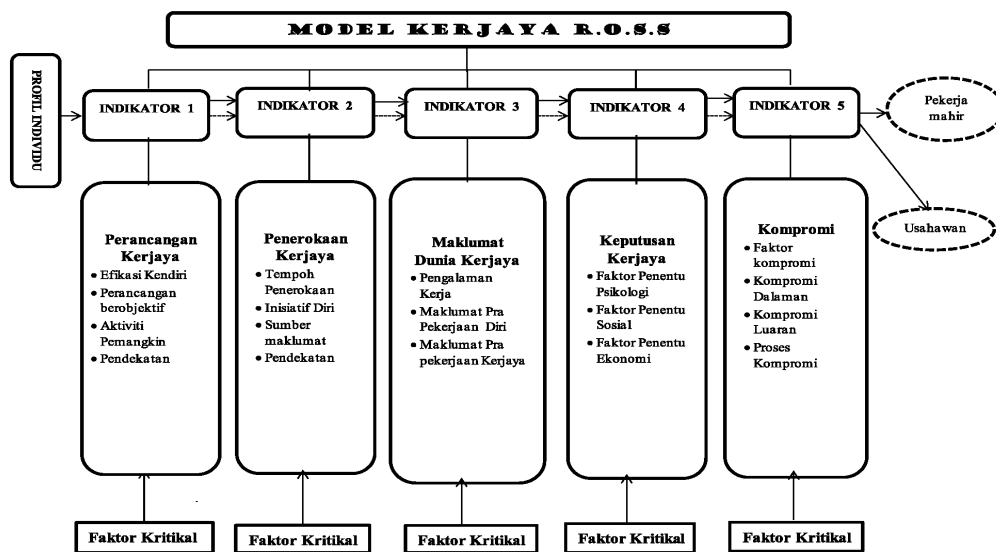 MODEL KERJAYA R.O.S.S
PROFIL INDIVIDU
INDIKATOR 1
INDIKATOR 2
INDIKATOR 3
INDIKATOR 4
INDIKATOR 5
Pekerja
mahir
Usahawan
Perancangan
Kerjaya
• Efikasi Kendiri
• Perancangan
berobjektif
• Aktiviti
Pemangkin
• Pendekatan
Penerokaan
Kerjaya
• Tempoh
Penerokaan
• Inisiatif Diri
• Sumber
maklumat
• Pendekatan
Maklumat
Dunia Kerjaya
• Pengalaman
Kerja
• Maklumat Pra
Pekerjaan Diri
• Maklumat Pra
pekerjaan Kerjaya
Keputusan
Kerjaya
• Faktor Penentu
Psikologi
• Faktor Penentu
Sosial
• Faktor Penentu
Ekonomi
Kompromi
• Faktor
kompromi
• Kompromi
Dalaman
• Kompromi
Luaran
• Proses
Kompromi
Faktor Kritikal
Faktor Kritikal
Faktor Kritikal
Faktor Kritikal
Faktor Kritikal